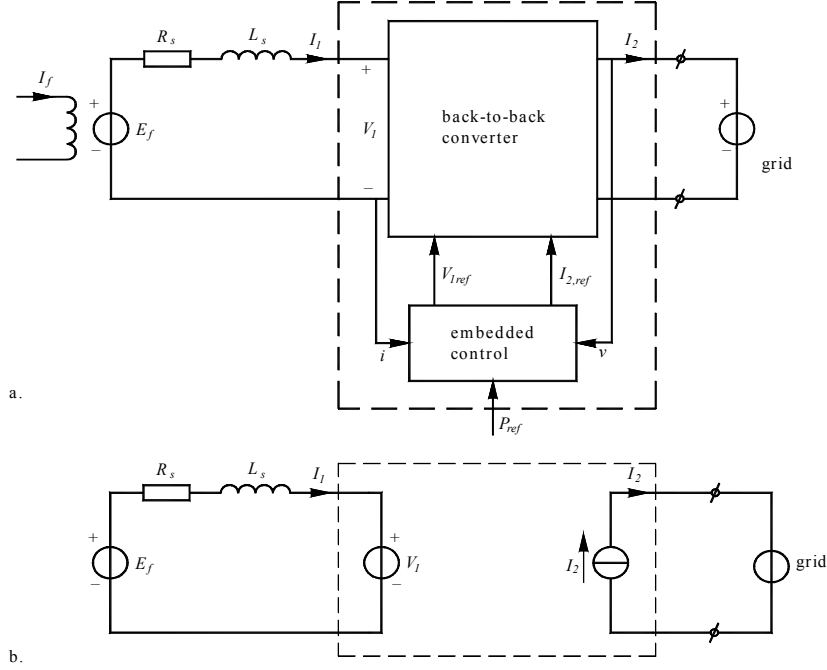 R_s L_s I_1 I_2
I_f
+ + +
E_f V_1 back-to-back
converter
− − −
grid
V_1ref I_2,ref
embedded
control
i v
a.
P_ref
R_s L_s I_1 I_2
+ +
E_f V_1 I_2 grid
− −
b.